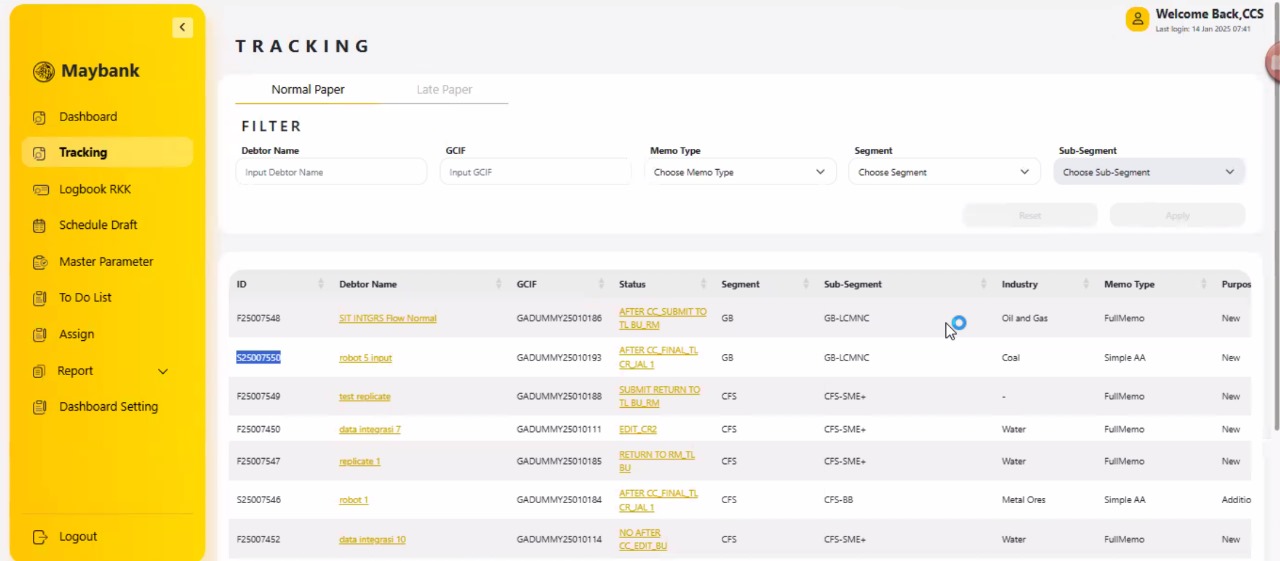 Welcome Back,CCS
Last login: 14 Jan 2025 07:41
TRACKING
Maybank
Dashboard
Tracking
Logbook RKK
Schedule Draft
Master Parameter
To Do List
Assign
Report
Dashboard Setting
Logout
Normal Paper Late Paper
FILTER
Debtor Name GCIF Memo Type Segment Sub-Segment
Input Debtor Name Input GCIF Choose Memo Type Choose Segment Choose Sub-Segment
Reset Apply
ID Debtor Name GCIF Status Segment Sub-Segment Industry Memo Type Purpos
F25007548 SIT INTGRS Flow Normal GADUMMY25010186 AFTER CC_SUBMIT TO GB GB-LCMNC Oil and Gas FullMemo New
TL BU_RM
S25007550 robot 5 input GADUMMY25010193 AFTER CC_FINAL_TL GB GB-LCMNC Coal Simple AA New
CR_JAL 1
F25007549 test replicate GADUMMY25010188 SUBMIT RETURN TO CFS CFS-SME+ - FullMemo New
TL BU_RM
F25007450 data integrasi 7 GADUMMY25010111 EDIT_CR2 CFS CFS-SME+ Water FullMemo New
F25007547 replicate 1 GADUMMY25010185 RETURN TO RM_TL CFS CFS-SME+ Water FullMemo New
BU
S25007546 robot 1 GADUMMY25010184 AFTER CC_FINAL_TL CFS CFS-BB Metal Ores Simple AA Additio
CR_JAL 1
F25007452 data integrasi 10 GADUMMY25010114 NO AFTER CFS CFS-SME+ Water FullMemo New
CC_EDIT_BU